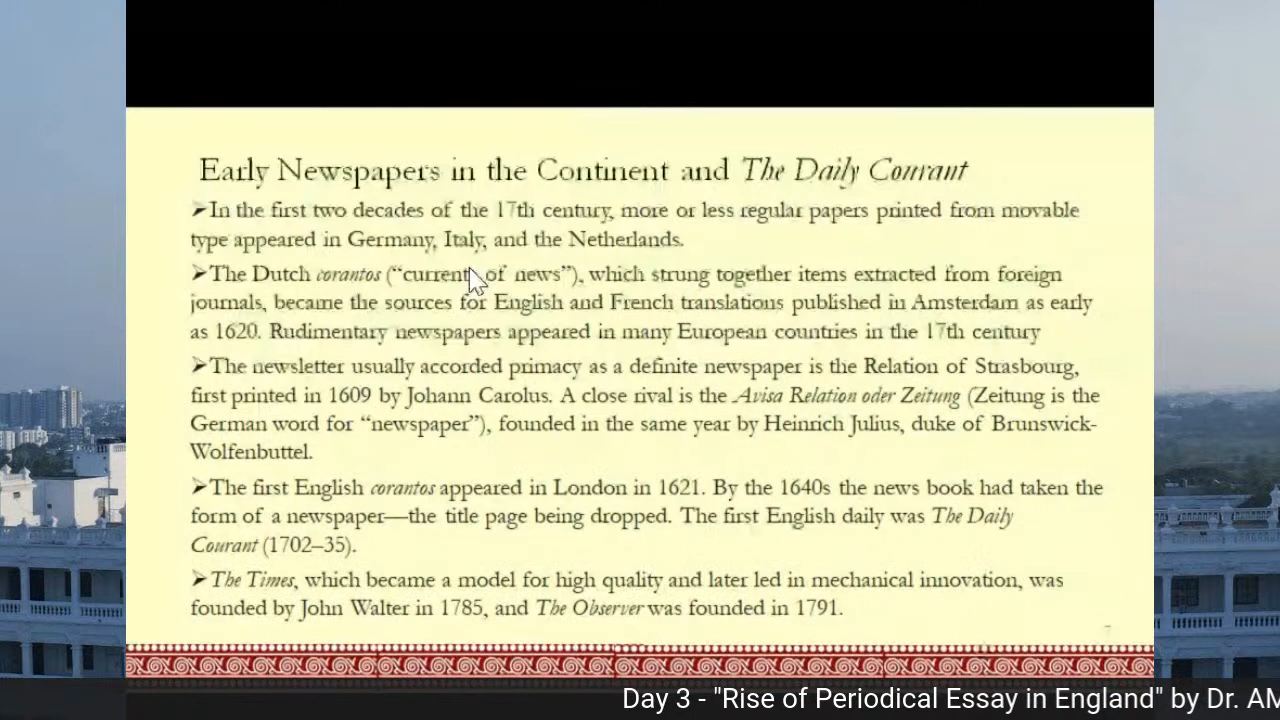 Early Newspapers in the Continent and The Daily Courant
➤In the first two decades of the 17th century, more or less regular papers printed from movable
type appeared in Germany, Italy, and the Netherlands.
➤The Dutch corantos ("current of news"), which strung together items extracted from foreign
journals, became the sources for English and French translations published in Amsterdam as early
as 1620. Rudimentary newspapers appeared in many European countries in the 17th century
➤The newsletter usually accorded primacy as a definite newspaper is the Relation of Strasbourg,
first printed in 1609 by Johann Carolus. A close rival is the Avisa Relation oder Zeitung (Zeitung is the
German word for "newspaper"), founded in the same year by Heinrich Julius, duke of Brunswick-
Wolfenbuttel.
➤The first English corantos appeared in London in 1621. By the 1640s the news book had taken the
form of a newspaper—the title page being dropped. The first English daily was The Daily
Courant (1702–35).
➤The Times, which became a model for high quality and later led in mechanical innovation, was
founded by John Walter in 1785, and The Observer was founded in 1791.
Day 3 - "Rise of Periodical Essay in England" by Dr. AM